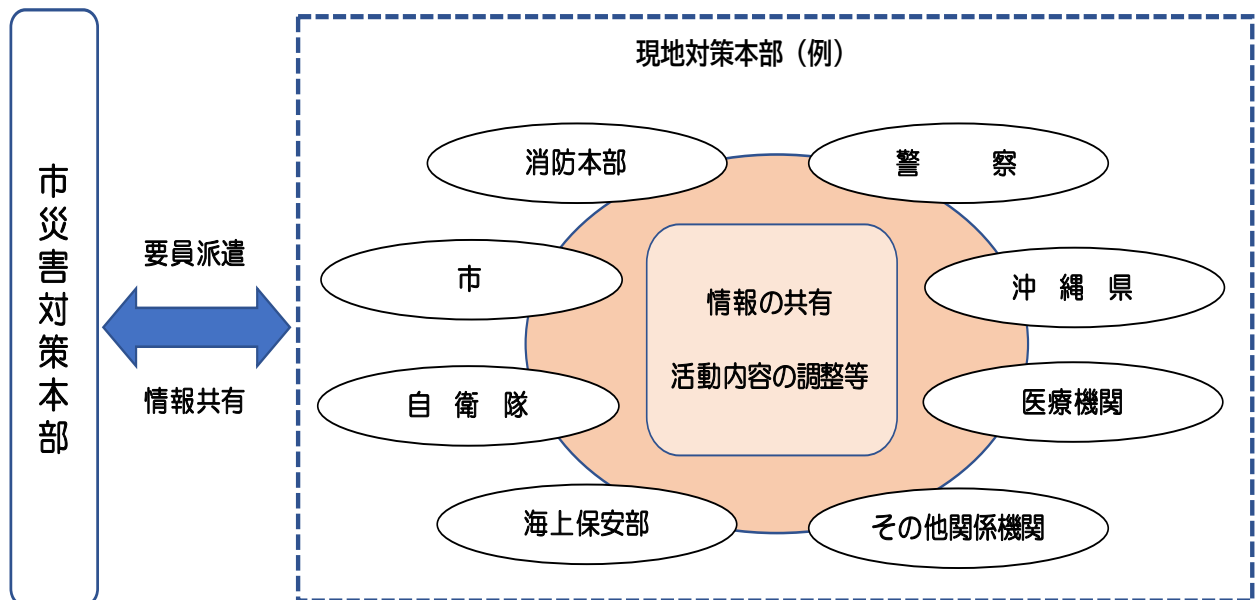 市災害対策本部
要員派遣
情報共有
現地対策本部（例）
消防本部
警　　察
市
沖　縄　県
情報の共有
活動内容の調整等
自　衛　隊
医療機関
海上保安部
その他関係機関